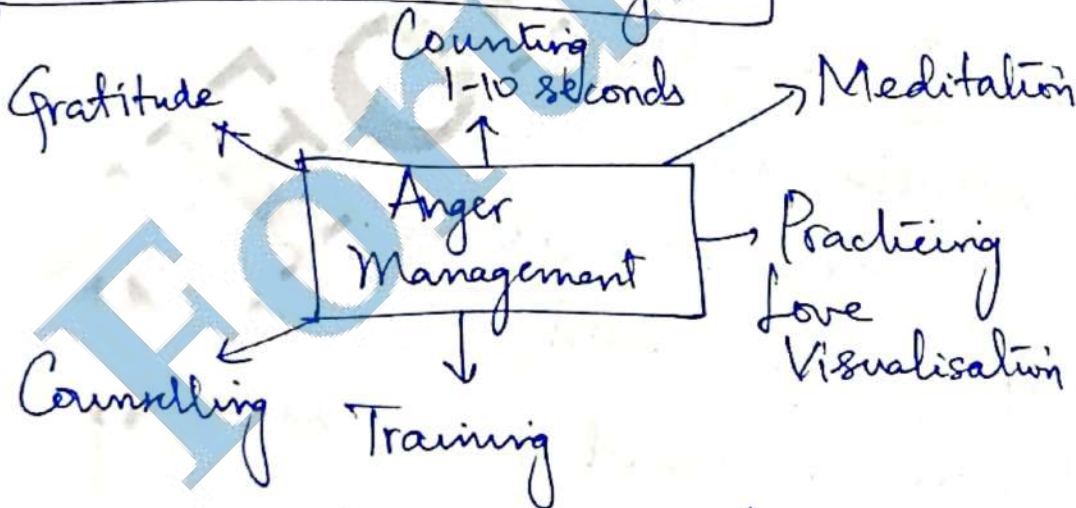 Counting
1-10 seconds
Gratitude
Meditation
Anger
Management
Practicing
Love
Visualisation
Counselling
Training